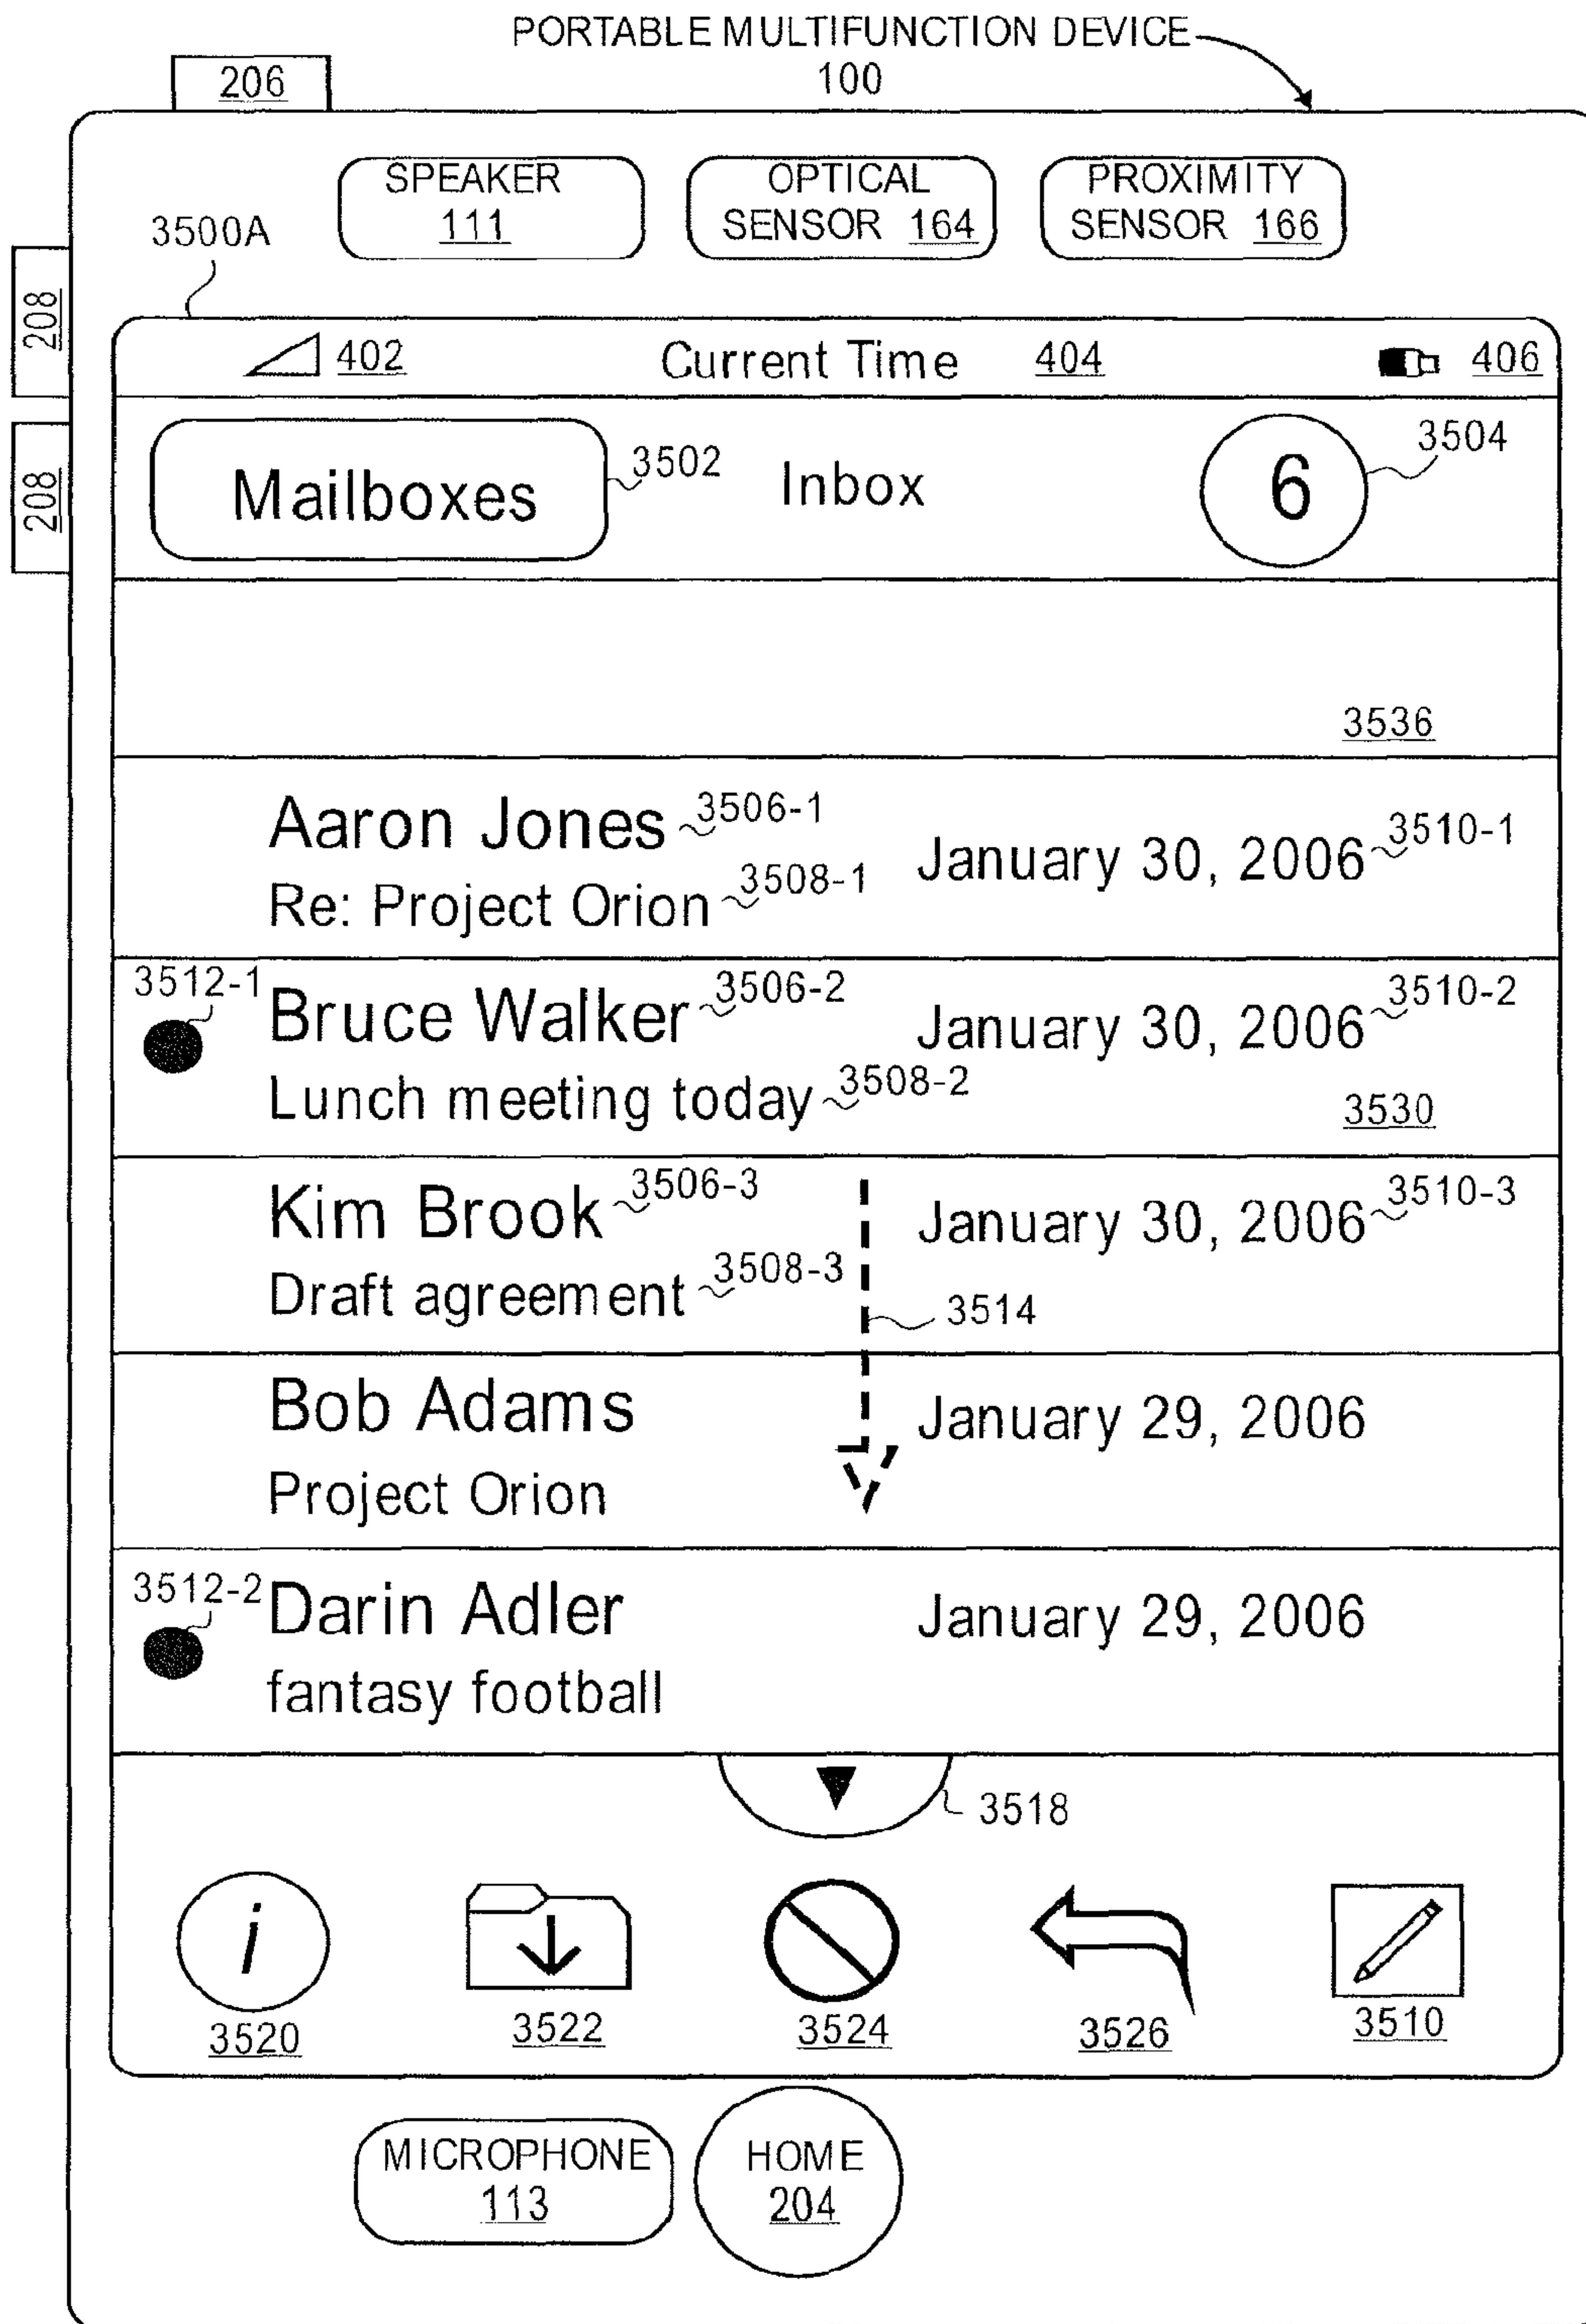 PORTABLE MULTIFUNCTION DEVICE
100
206
SPEAKER
111
OPTICAL
SENSOR 164
PROXIMITY
SENSOR 166
3500A
208
208
402 Current Time 404 406
Mailboxes 3502 Inbox 6 3504
3536
Aaron Jones 3506-1
January 30, 2006 3510-1
Re: Project Orion 3508-1
3512-1
Bruce Walker 3506-2
January 30, 2006 3510-2
Lunch meeting today 3508-2
3530
Kim Brook 3506-3
January 30, 2006 3510-3
Draft agreement 3508-3
3514
Bob Adams
January 29, 2006
Project Orion
3512-2
Darin Adler
January 29, 2006
fantasy football
3518
i
3520 3522 3524 3526 3510
MICROPHONE
113
HOME
204